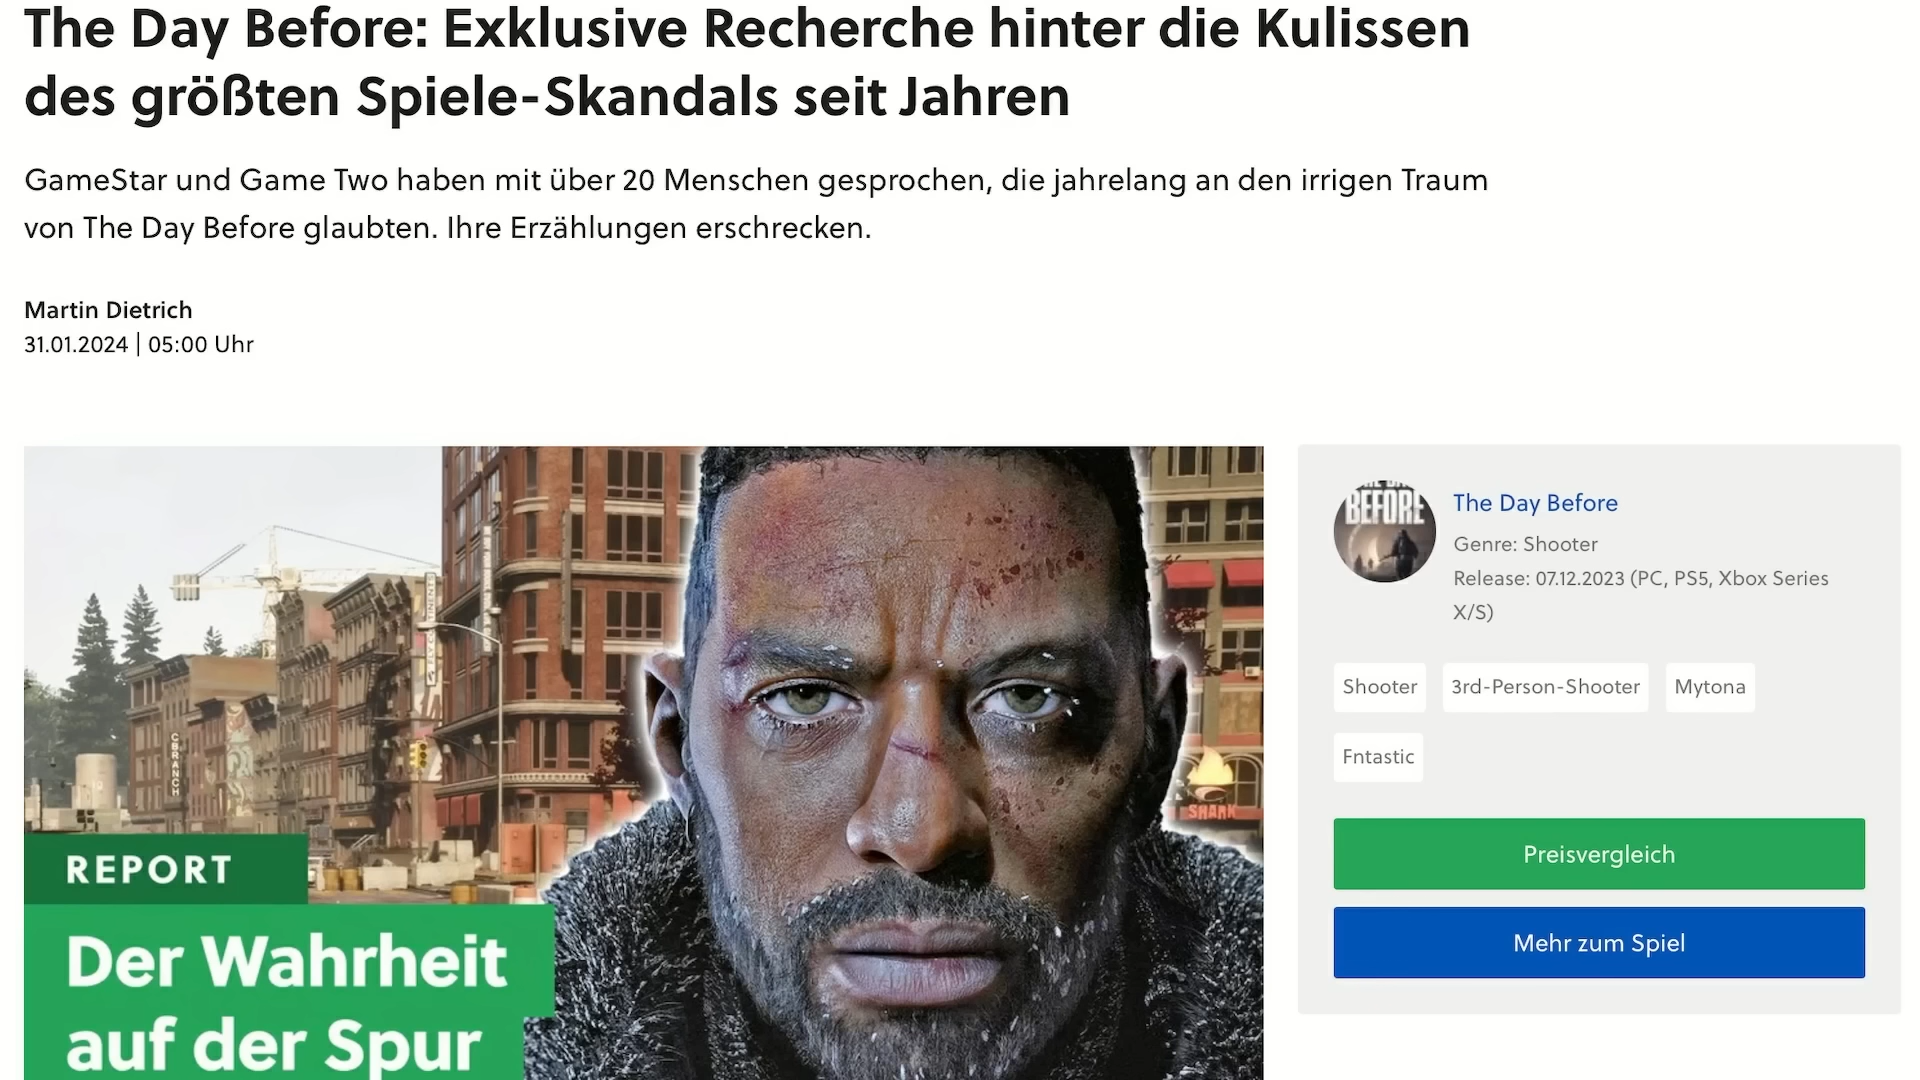 The Day Before: Exklusive Recherche hinter die Kulissen
des größten Spiele-Skandals seit Jahren
GameStar und Game Two haben mit über 20 Menschen gesprochen, die jahrelang an den irrigen Traum
von The Day Before glaubten. Ihre Erzählungen erschrecken.
Martin Dietrich
31.01.2024 | 05:00 Uhr
BEFORE
The Day Before
Genre: Shooter
Release: 07.12.2023 (PC, PS5, Xbox Series
X/S)
Shooter
3rd-Person-Shooter
Mytona
Fntastic
Preisvergleich
Mehr zum Spiel
CBRANCH
SHARK
REPORT
Der Wahrheit
auf der Spur